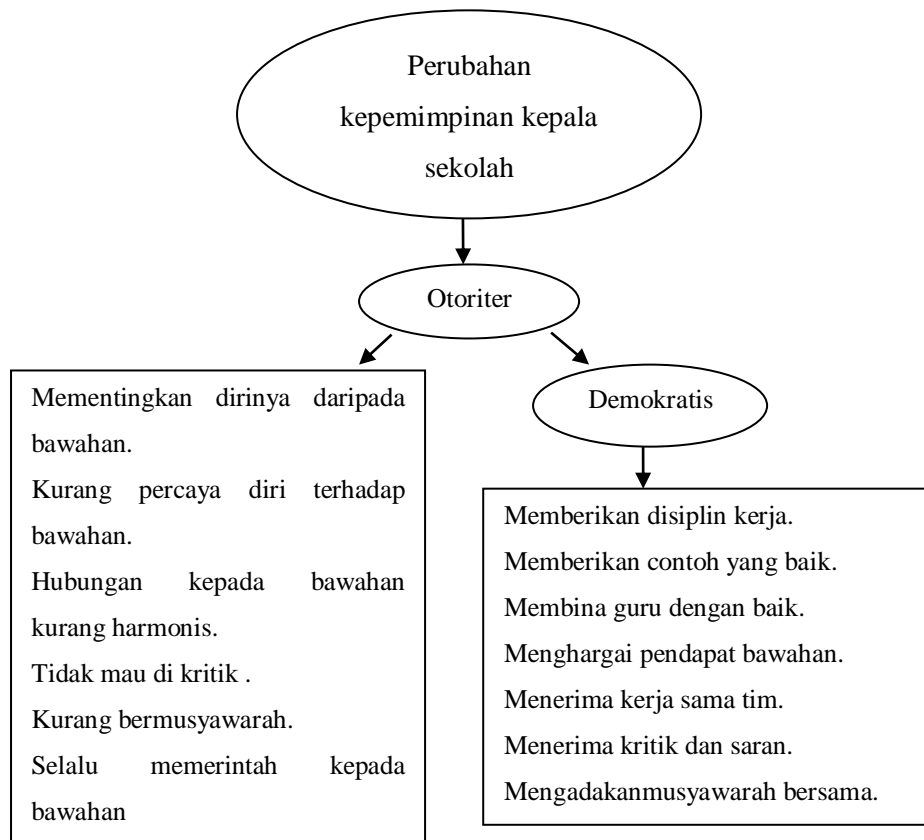 Perubahan
kepemimpinan kepala
sekolah
Otoriter
Mementingkan dirinya daripada
bawahan.
Kurang percaya diri terhadap
bawahan.
Hubungan kepada bawahan
kurang harmonis.
Tidak mau di kritik .
Kurang bermusyawarah.
Selalu memerintah kepada
bawahan
Demokratis
Memberikan disiplin kerja.
Memberikan contoh yang baik.
Membina guru dengan baik.
Menghargai pendapat bawahan.
Menerima kerja sama tim.
Menerima kritik dan saran.
Mengadakanmusyawarah bersama.